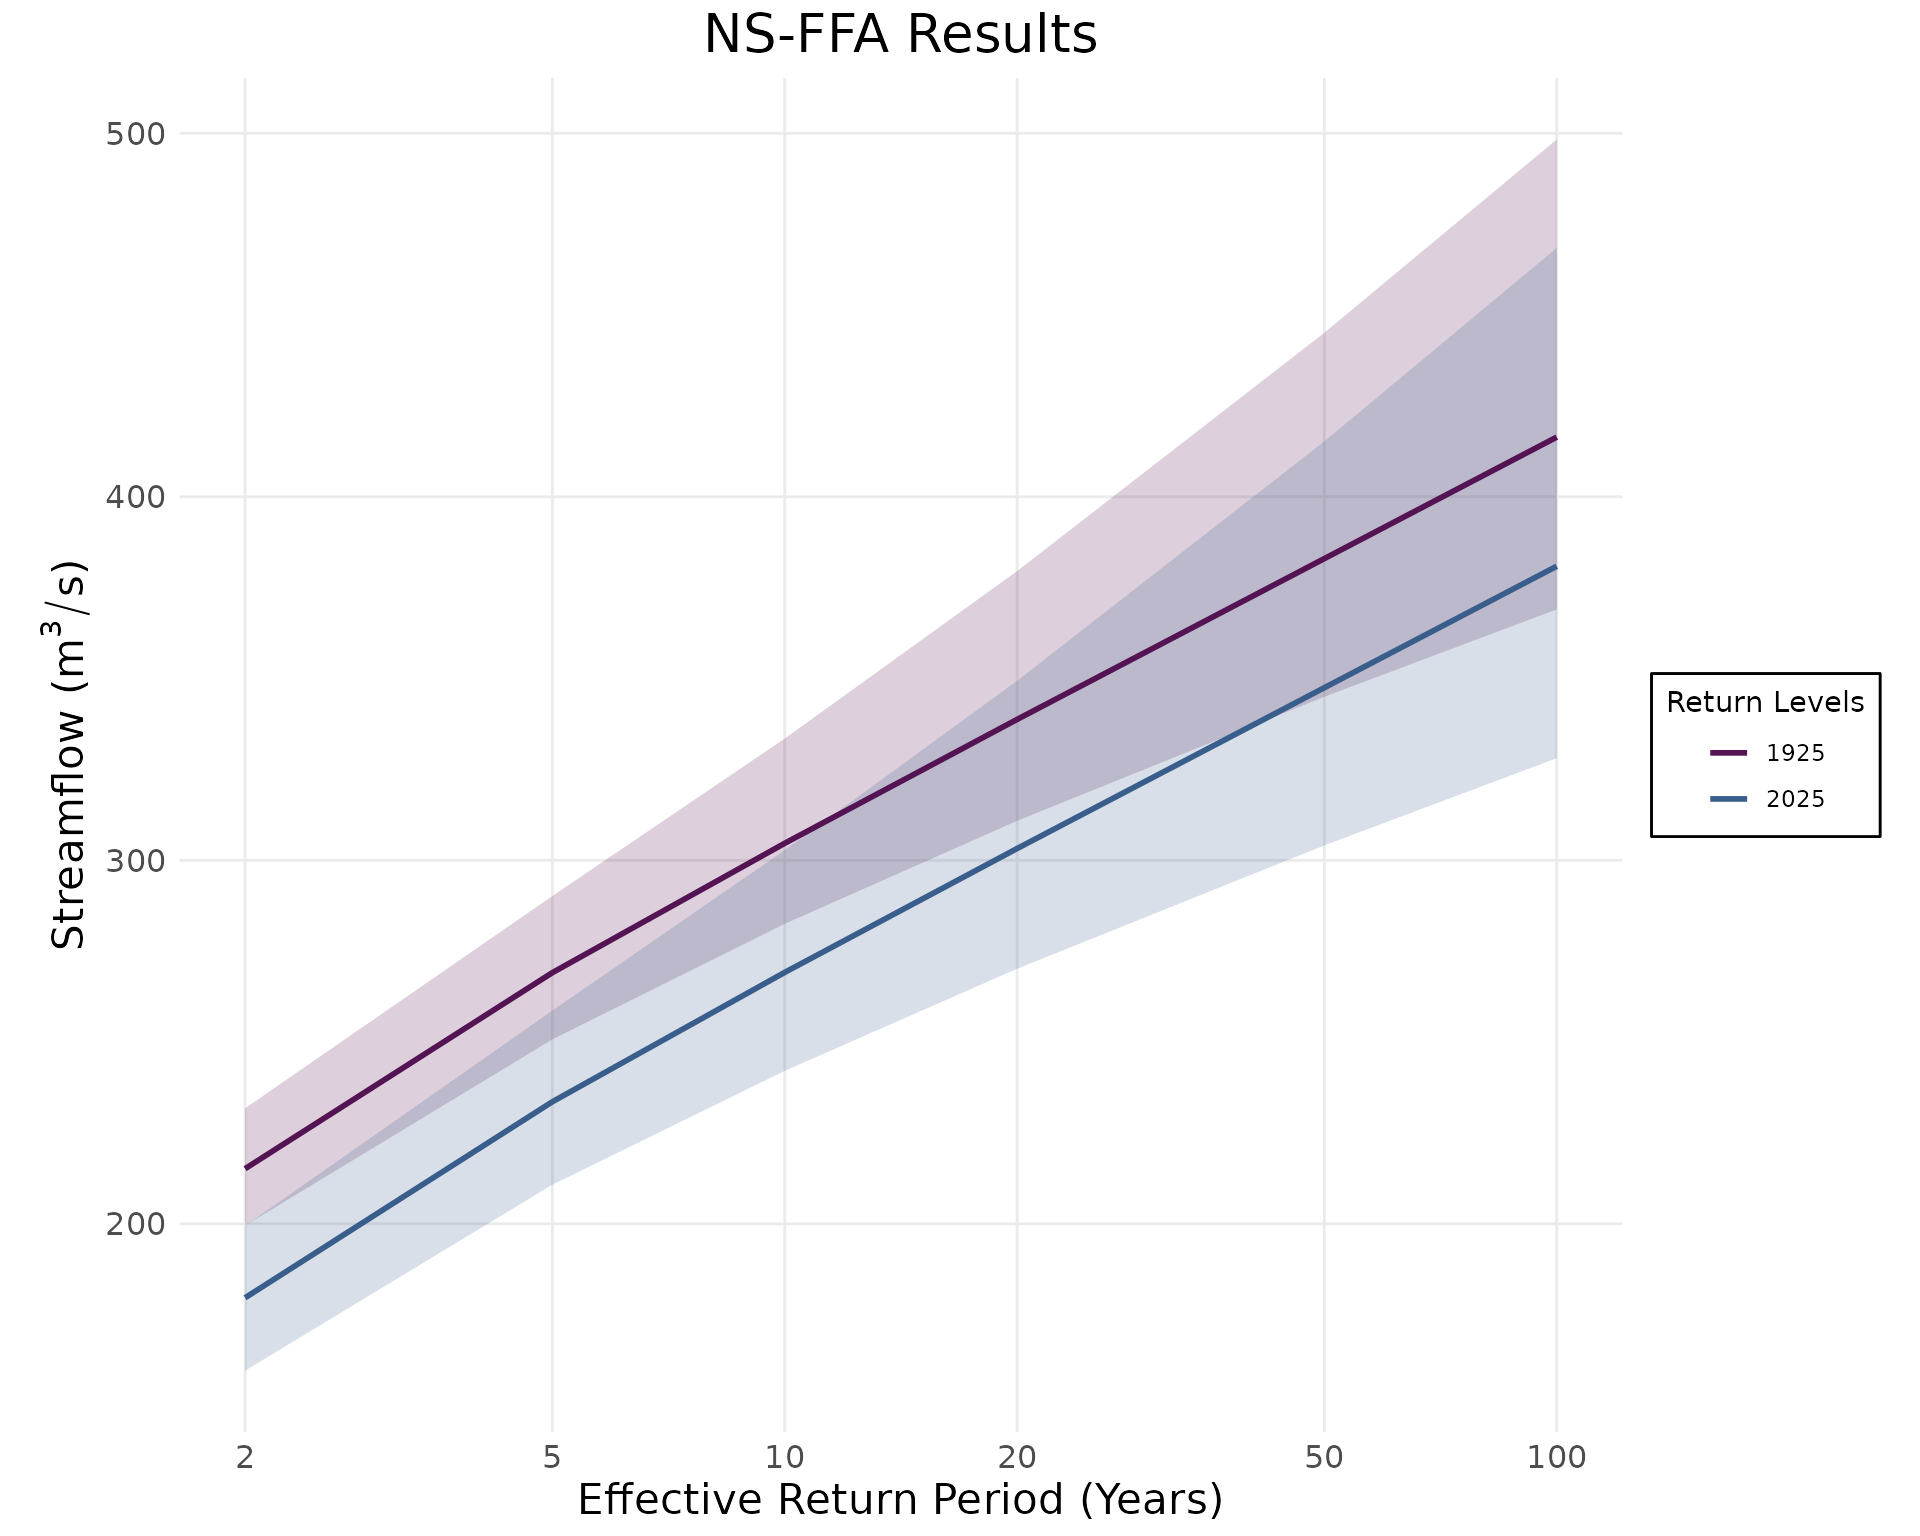 NS-FFA Results
500
400
300
200
Streamflow (m³/s)
2 5 10 20 50 100
Effective Return Period (Years)
Return Levels
1925
2025